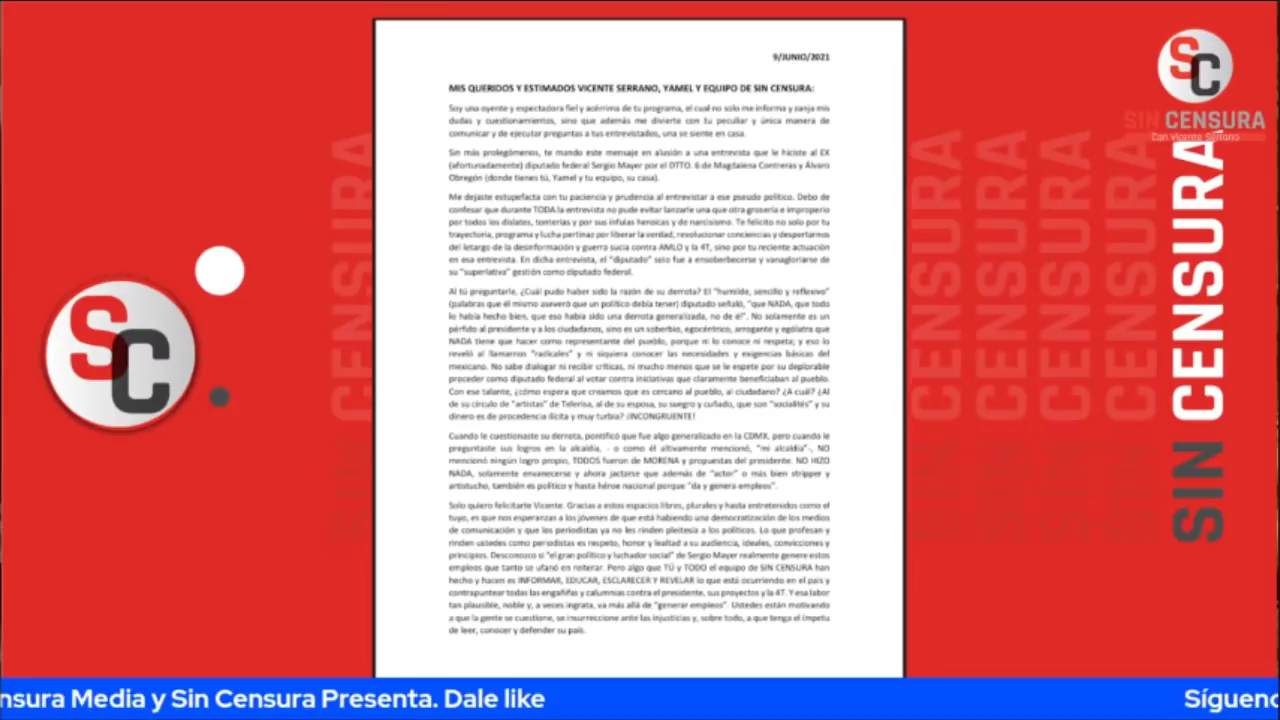 9/JUNIO/2021
MIS QUERIDOS Y ESTIMADOS VICENTE SERRANO, YAMEL Y EQUIPO DE SIN CENSURA:
Soy una oyente y espectadora fiel y acérrima de tu programa, el cual no solo me informa y zanja mis
dudas y cuestionamientos, sino que además me divierte con tu peculiar y única manera de
comunicar y de ejecutar preguntas a tus entrevistados, una se siente en casa.
Sin más prolegómenos, te mando este mensaje en alusión a una entrevista que le hiciste al EX
(afortunadamente) diputado federal Sergio Mayer por el DTTO. 6 de Magdalena Contreras y Álvaro
Obregón (donde tienes tú, Yamel y tu equipo, su casa).
Me dejaste estupefacta con tu paciencia y prudencia al entrevistar a ese pseudo político. Debo de
confesar que durante TODA la entrevista no pude evitar lanzarle una que otra grosería e improperio
por todos los dislates, tonterías y por sus ínfulas heroicas y de narcisismo. Te felicito no solo por tu
trayectoria, programa y lucha pertinaz por liberar la verdad, revolucionar conciencias y despertarnos
del letargo de la desinformación y guerra sucia contra AMLO y la 4T, sino por tu reciente actuación
en esa entrevista. En dicha entrevista, el "diputado" solo fue a ensoberbecerse y vanagloriarse de
su "superlativa" gestión como diputado federal.
Al tú preguntarle, ¿Cuál pudo haber sido la razón de su derrota? El "humilde, sencillo y reflexivo"
(palabras que él mismo aseveró que un político debía tener) diputado señaló, "que NADA, que todo
lo había hecho bien, que eso había sido una derrota generalizada, no de él". No solamente es un
pérfido al presidente y a los ciudadanos, sino es un soberbio, egocéntrico, arrogante y ególatra que
NADA tiene que hacer como representante del pueblo, porque ni lo conoce ni respeta; y eso lo
reveló al llamarnos "radicales" y ni siquiera conocer las necesidades y exigencias básicas del
mexicano. No sabe dialogar ni recibir críticas, ni mucho menos que se le espete por su deplorable
proceder como diputado federal al votar contra iniciativas que claramente beneficiaban al pueblo.
Con ese talante, ¿cómo espera que creamos que es cercano al pueblo, al ciudadano? ¿A cuál? ¿Al
de su círculo de "artistas" de Telerisa, al de su esposa, su suegro y cuñado, que son "socialités" y su
dinero es de procedencia ilícita y muy turbia? ¡INCONGRUENTE!
Cuando le cuestionaste su derrota, pontificó que fue algo generalizado en la CDMX, pero cuando le
preguntaste sus logros en la alcaldía, - o como él altivamente mencionó, "mi alcaldía"-, NO
mencionó ningún logro propio, TODOS fueron de MORENA y propuestas del presidente. NO HIZO
NADA, solamente envanecerse y ahora jactarse que además de "actor" o más bien stripper y
artistucho, también es político y hasta héroe nacional porque "da y genera empleos".
Solo quiero felicitarte Vicente. Gracias a estos espacios libres, plurales y hasta entretenidos como el
tuyo, es que nos esperanzas a los jóvenes de que está habiendo una democratización de los medios
de comunicación y que los periodistas ya no les rinden pleitesía a los políticos. Lo que profesan y
rinden ustedes como periodistas es respeto, honor y lealtad a su audiencia, ideales, convicciones y
principios. Desconozco si "el gran político y luchador social" de Sergio Mayer realmente genere estos
empleos que tanto se ufanó en reiterar. Pero algo que TÚ y TODO el equipo de SIN CENSURA han
hecho y hacen es INFORMAR, EDUCAR, ESCLARECER Y REVELAR lo que está ocurriendo en el país y
contrapuntear todas las engañifas y calumnias contra el presidente, sus proyectos y la 4T. Y esa labor
tan plausible, noble y, a veces ingrata, va más allá de "generar empleos". Ustedes están motivando
a que la gente se cuestione, se insurreccione ante las injusticias y, sobre todo, a que tenga el ímpetu
de leer, conocer y defender su país.
SC
SIN CENSURA
Con Vicente Serrano
SC
SIN CENSURA
SIN CENSURA
CENSURA
CENSURA
CENSURA
CENSURA
nsura Media y Sin Censura Presenta. Dale like
Sígueno